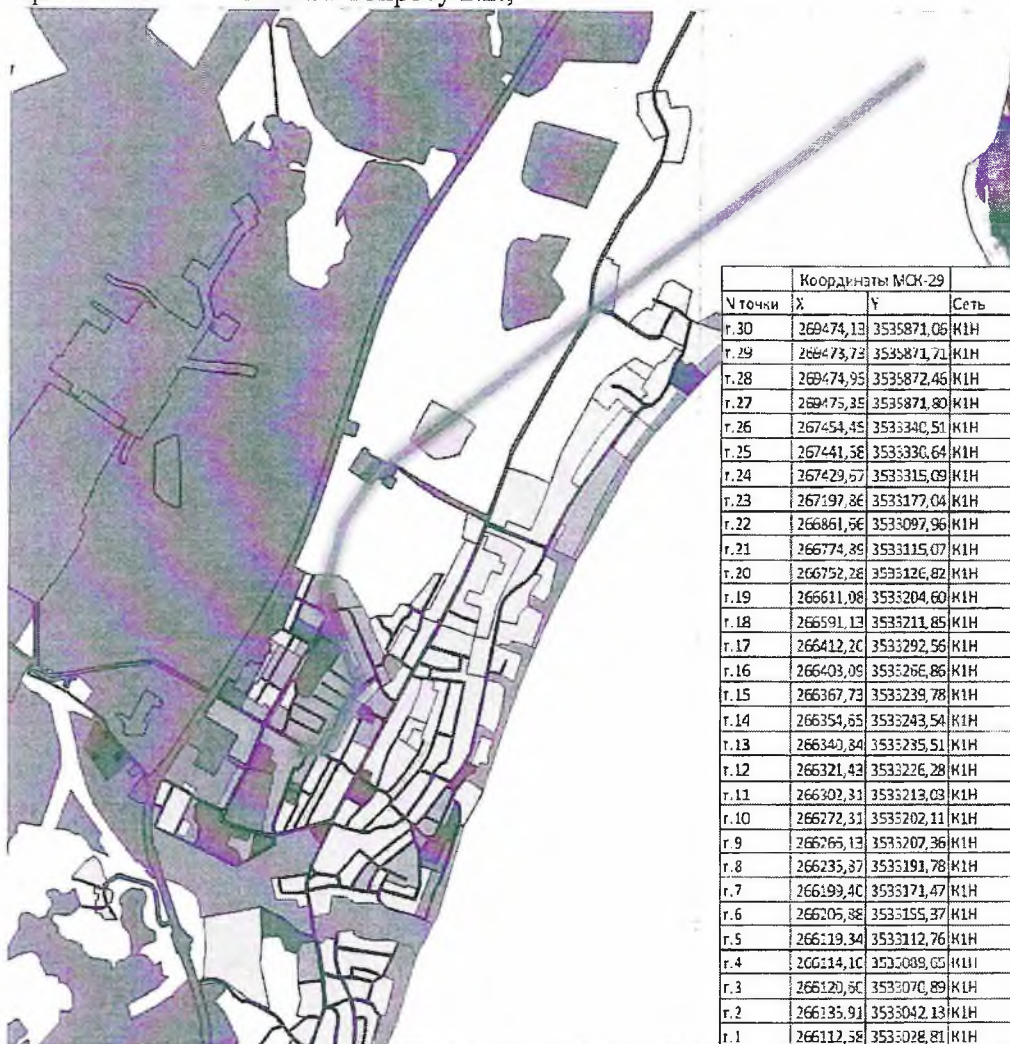 Координаты МСК-29
N точки X Y Сеть
т.30 269474,13 3535871,06 К1Н
т.29 269473,73 3535871,71 К1Н
т.28 269474,95 3535872,46 К1Н
т.27 269475,35 3535871,80 К1Н
т.26 267454,45 3533340,51 К1Н
т.25 267441,58 3533330,64 К1Н
т.24 267429,67 3533315,09 К1Н
т.23 267197,86 3533177,04 К1Н
т.22 266861,66 3533097,96 К1Н
т.21 266774,89 3533115,07 К1Н
т.20 266752,28 3533126,82 К1Н
т.19 266611,08 3533204,60 К1Н
т.18 266591,13 3533211,85 К1Н
т.17 266412,20 3533292,56 К1Н
т.16 266403,09 3533266,86 К1Н
т.15 266367,73 3533239,78 К1Н
т.14 266354,65 3533243,54 К1Н
т.13 266340,84 3533235,51 К1Н
т.12 266321,43 3533226,28 К1Н
т.11 266302,31 3533213,03 К1Н
т.10 266272,31 3533202,11 К1Н
т.9 266266,13 3533207,36 К1Н
т.8 266235,87 3533191,78 К1Н
т.7 266199,40 3533171,47 К1Н
т.6 266206,88 3533155,37 К1Н
т.5 266119,34 3533112,76 К1Н
т.4 266114,10 3533089,65 К1Н
т.3 266120,60 3533070,89 К1Н
т.2 266135,91 3533042,13 К1Н
т.1 266112,58 3533028,81 К1Н